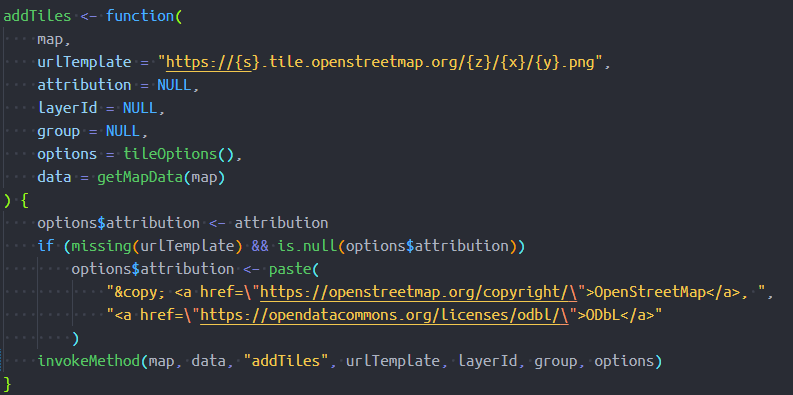 addTiles <- function(
    map,
    urlTemplate = "https://{s}.tile.openstreetmap.org/{z}/{x}/{y}.png",
    attribution = NULL,
    layerId = NULL,
    group = NULL,
    options = tileOptions(),
    data = getMapData(map)
) {
    options$attribution <- attribution
    if (missing(urlTemplate) && is.null(options$attribution))
        options$attribution <- paste(
            "&copy; <a href=\"https://openstreetmap.org/copyright/\">OpenStreetMap</a>, ",
            "<a href=\"https://opendatacommons.org/licenses/odbl/\">ODbL</a>"
        )
    invokeMethod(map, data, "addTiles", urlTemplate, layerId, group, options)
}